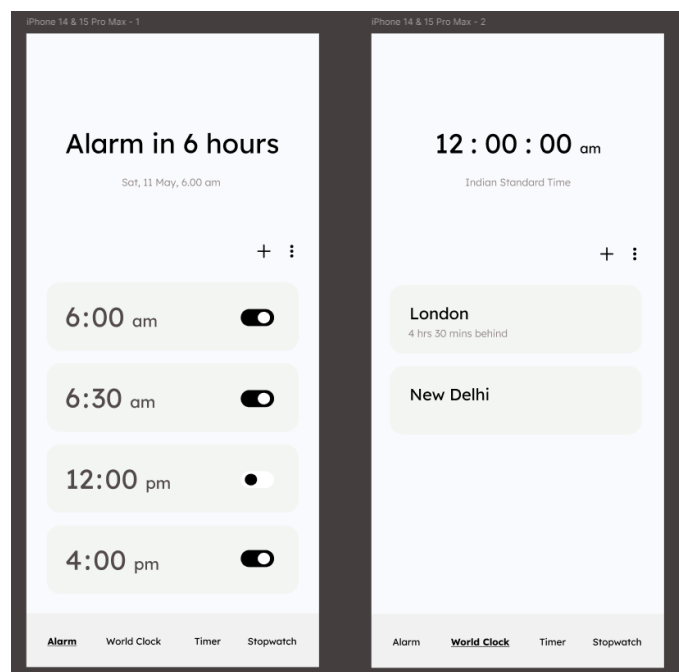 iPhone 14 & 15 Pro Max - 1
Alarm in 6 hours
Sat, 11 May, 6.00 am
6:00 am
6:30 am
12:00 pm
4:00 pm
Alarm World Clock Timer Stopwatch
iPhone 14 & 15 Pro Max - 2
12 : 00 : 00 am
Indian Standard Time
London
4 hrs 30 mins behind
New Delhi
Alarm World Clock Timer Stopwatch